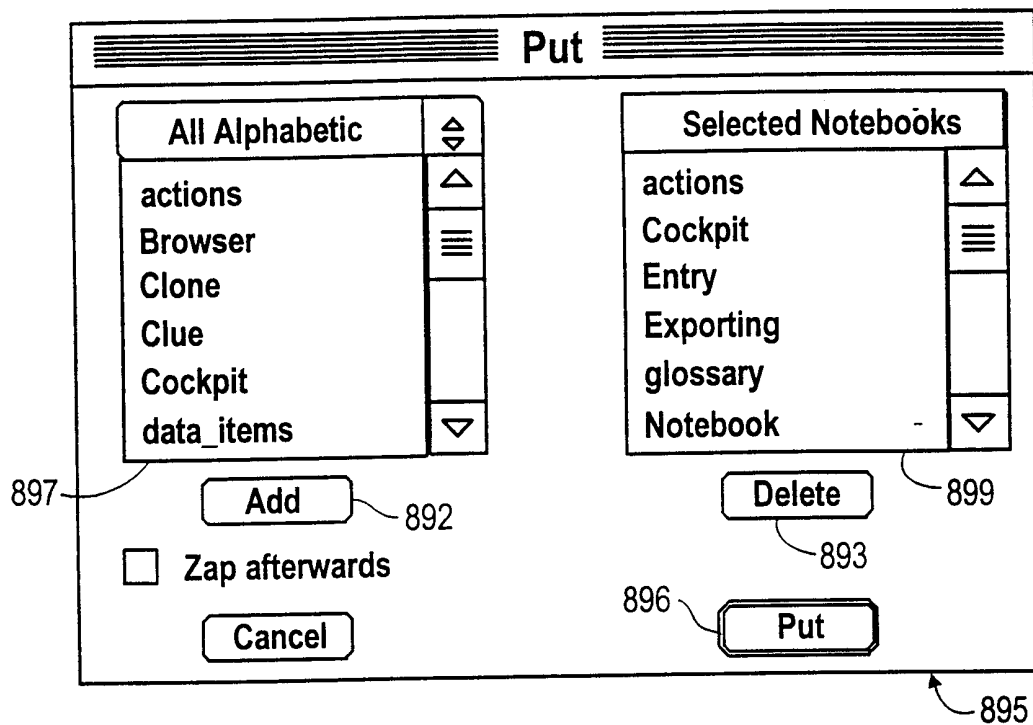 Put
All Alphabetic
actions
Browser
Clone
Clue
Cockpit
data_items
897
Add
892
Zap afterwards
Cancel
Selected Notebooks
actions
Cockpit
Entry
Exporting
glossary
Notebook
899
Delete
893
896
Put
895